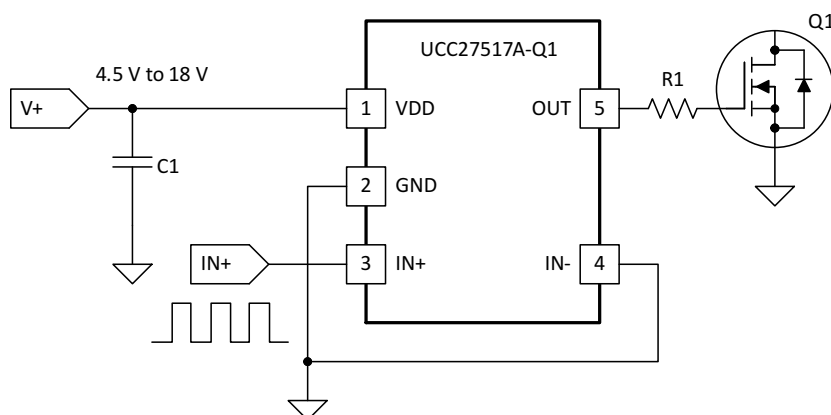 Q1
UCC27517A-Q1
4.5 V to 18 V
R1
V+
1
VDD
OUT
5
C1
2
GND
IN+
3
IN+
IN-
4